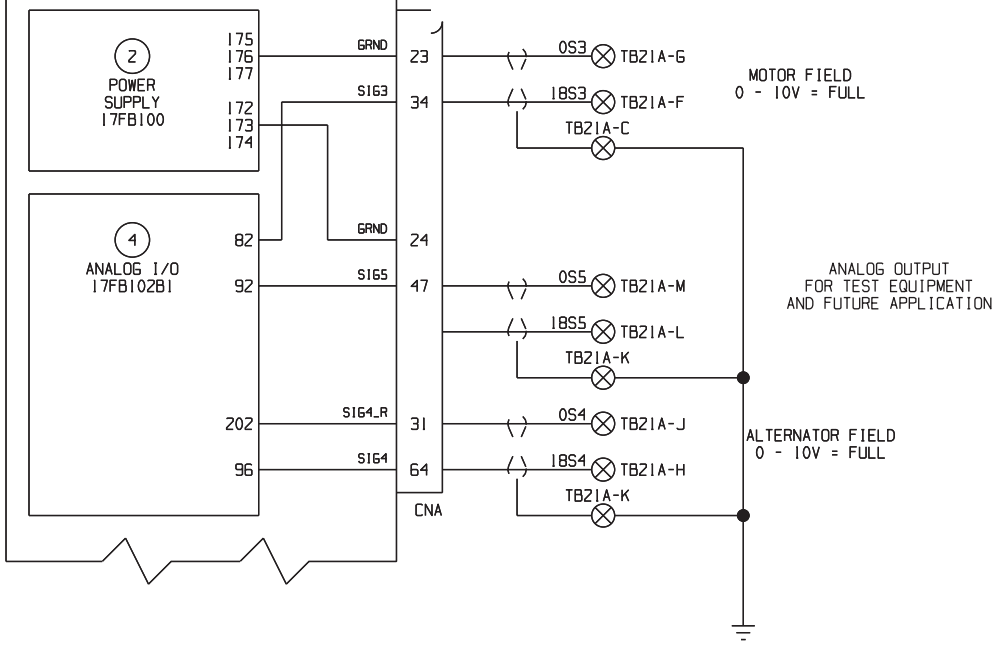 2
POWER
SUPPLY
17FB100
175
176
177
172
173
174
GRND
23
0S3
TB21A-G
SIG3
34
18S3
TB21A-F
TB21A-C
MOTOR FIELD
0 - 10V = FULL
4
ANALOG I/O
17FB102B1
82
GRND
24
92
SIG5
47
0S5
TB21A-M
18S5
TB21A-L
TB21A-K
ANALOG OUTPUT
FOR TEST EQUIPMENT
AND FUTURE APPLICATION
202
SIG4_R
31
0S4
TB21A-J
96
SIG4
64
18S4
TB21A-H
TB21A-K
ALTERNATOR FIELD
0 - 10V = FULL
CNA